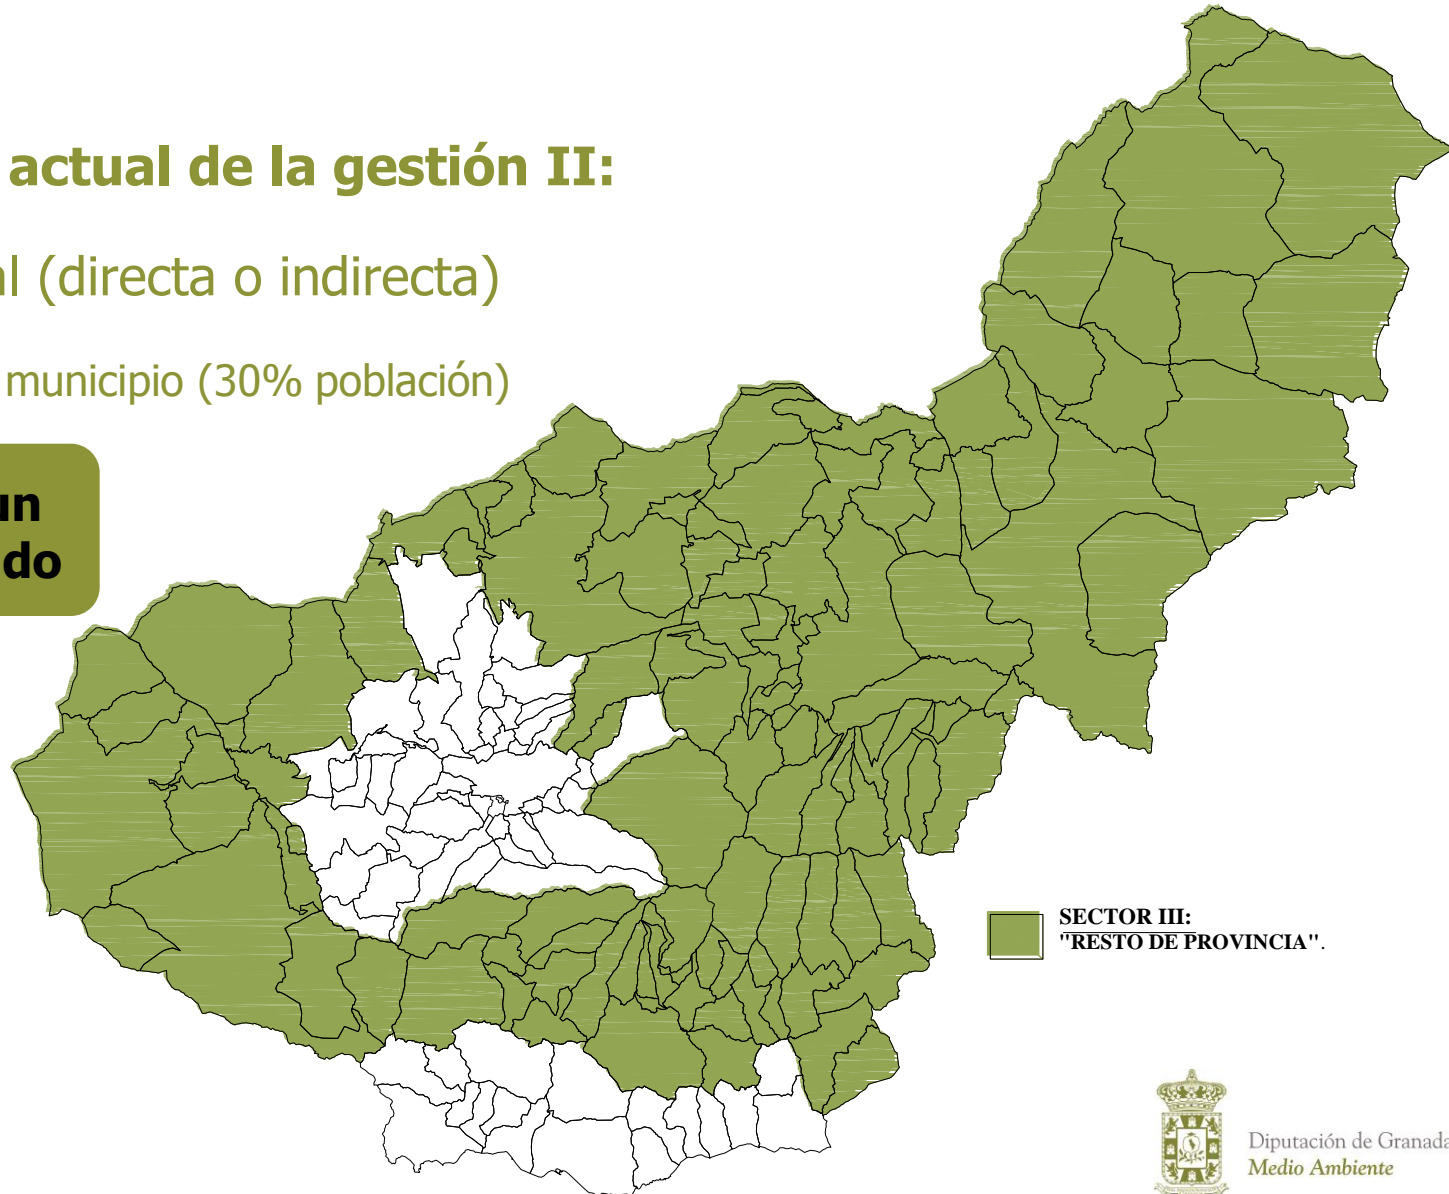 actual de la gestión II:
al (directa o indirecta)
municipio (30% población)
un
do
SECTOR III:
"RESTO DE PROVINCIA".
Diputación de Granada
Medio Ambiente